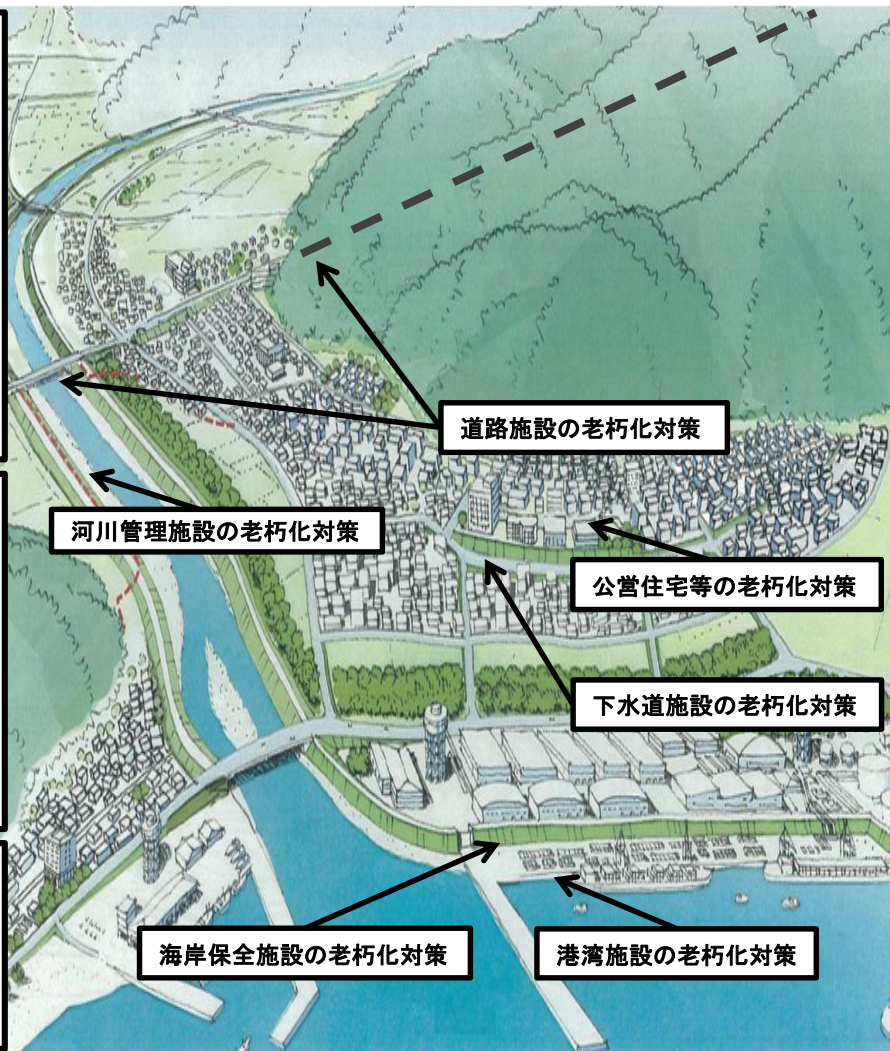 道路施設の老朽化対策
河川管理施設の老朽化対策
公営住宅等の老朽化対策
下水道施設の老朽化対策
海岸保全施設の老朽化対策
港湾施設の老朽化対策